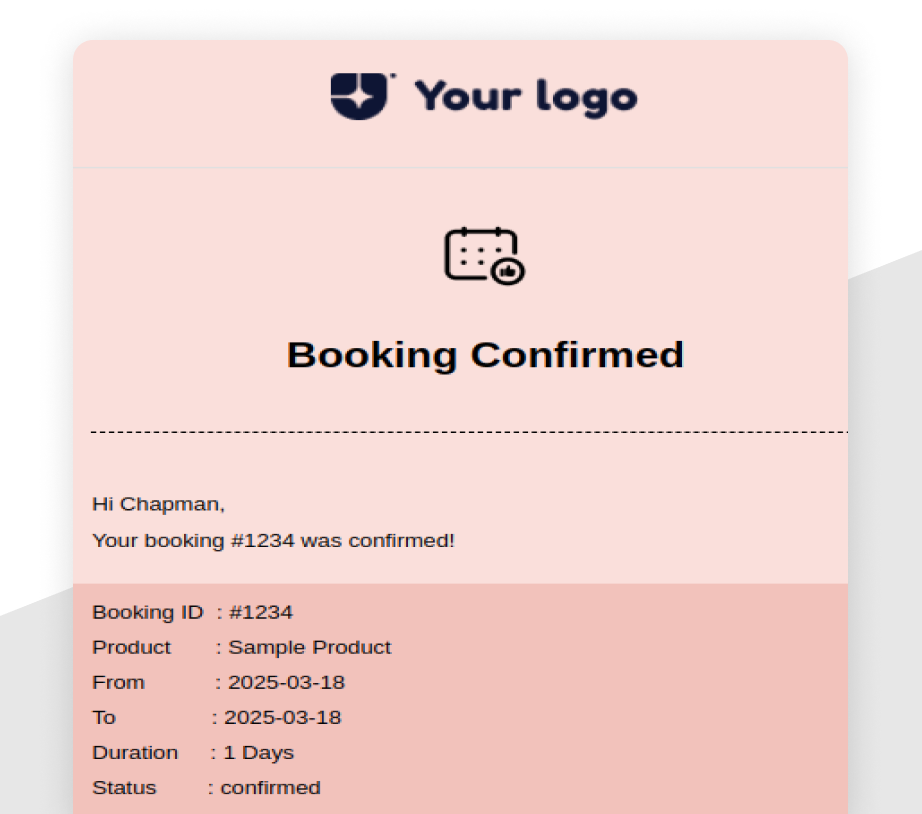 Your logo
Booking Confirmed
Hi Chapman,
Your booking #1234 was confirmed!
Booking ID : #1234
Product : Sample Product
From : 2025-03-18
To : 2025-03-18
Duration : 1 Days
Status : confirmed